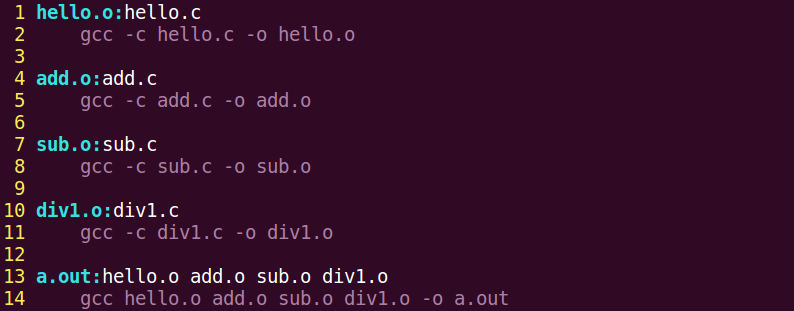 1 hello.o:hello.c
2     gcc -c hello.c -o hello.o
3
4 add.o:add.c
5     gcc -c add.c -o add.o
6
7 sub.o:sub.c
8     gcc -c sub.c -o sub.o
9
10 div1.o:div1.c
11     gcc -c div1.c -o div1.o
12
13 a.out:hello.o add.o sub.o div1.o
14     gcc hello.o add.o sub.o div1.o -o a.out